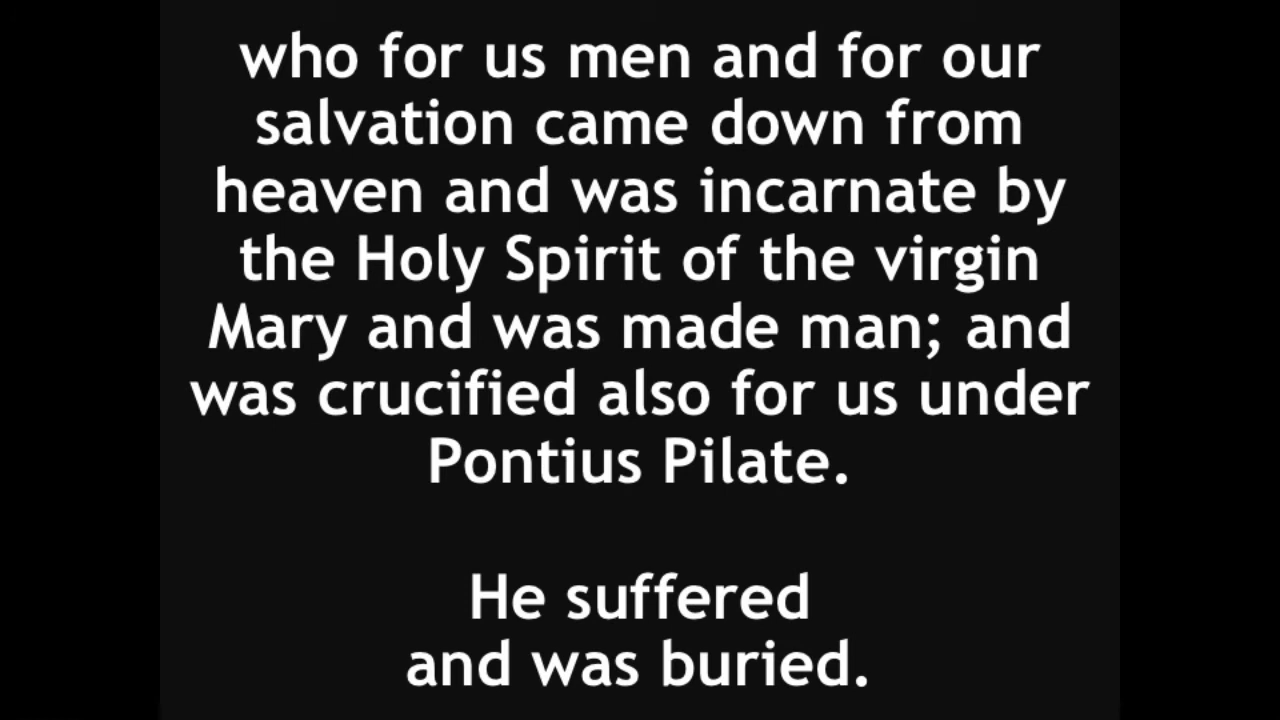 who for us men and for our
salvation came down from
heaven and was incarnate by
the Holy Spirit of the virgin
Mary and was made man; and
was crucified also for us under
Pontius Pilate.
He suffered
and was buried.